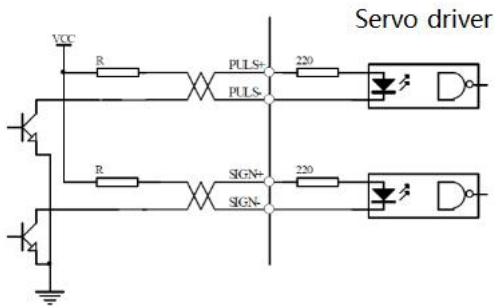 Servo driver
VCC
R
PULS+
220
PULS-
R
SIGN+
220
SIGN-